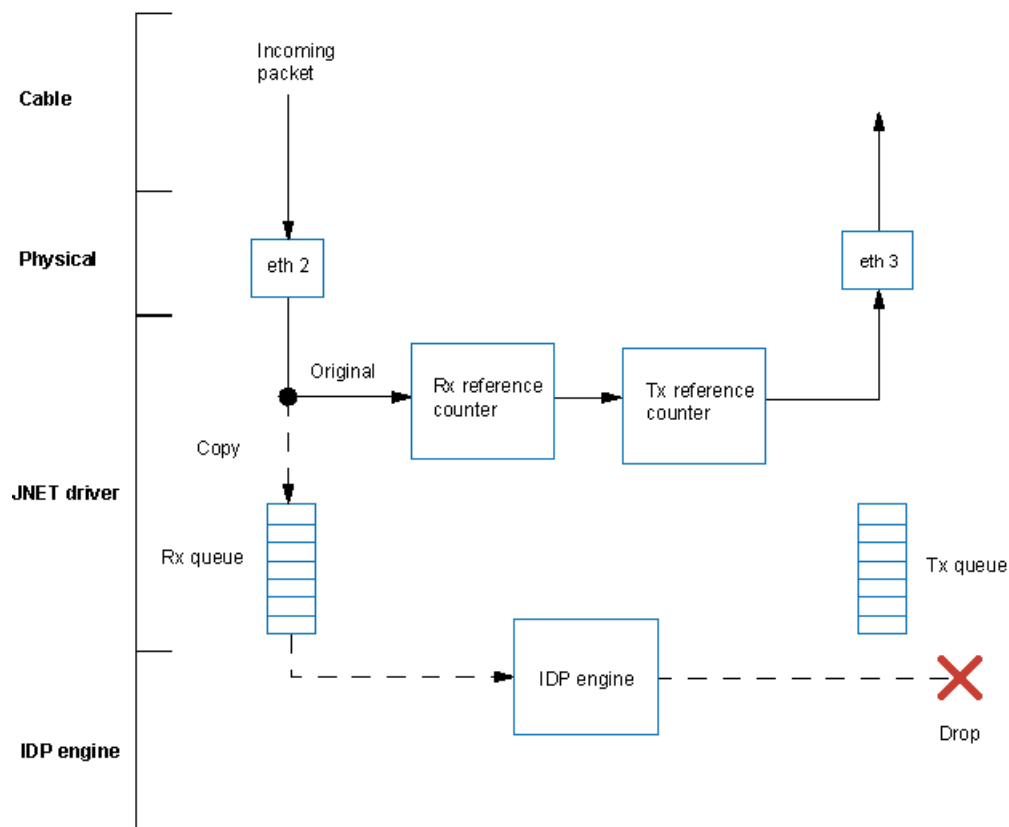 Incoming
packet
Cable
Physical
eth 2
eth 3
Original
Rx reference
counter
Tx reference
counter
Copy
JNET driver
Rx queue
Tx queue
IDP engine
Drop
IDP engine